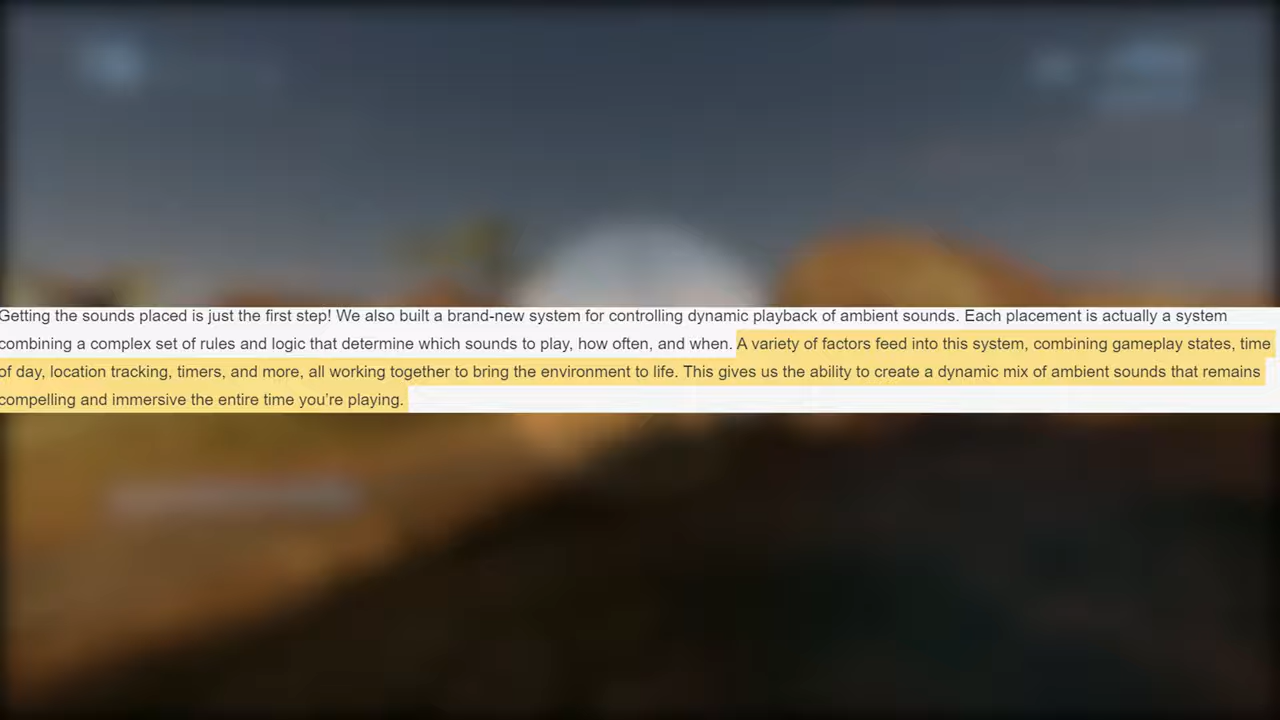 Getting the sounds placed is just the first step! We also built a brand-new system for controlling dynamic playback of ambient sounds. Each placement is actually a system
combining a complex set of rules and logic that determine which sounds to play, how often, and when. A variety of factors feed into this system, combining gameplay states, time
of day, location tracking, timers, and more, all working together to bring the environment to life. This gives us the ability to create a dynamic mix of ambient sounds that remains
compelling and immersive the entire time you're playing.